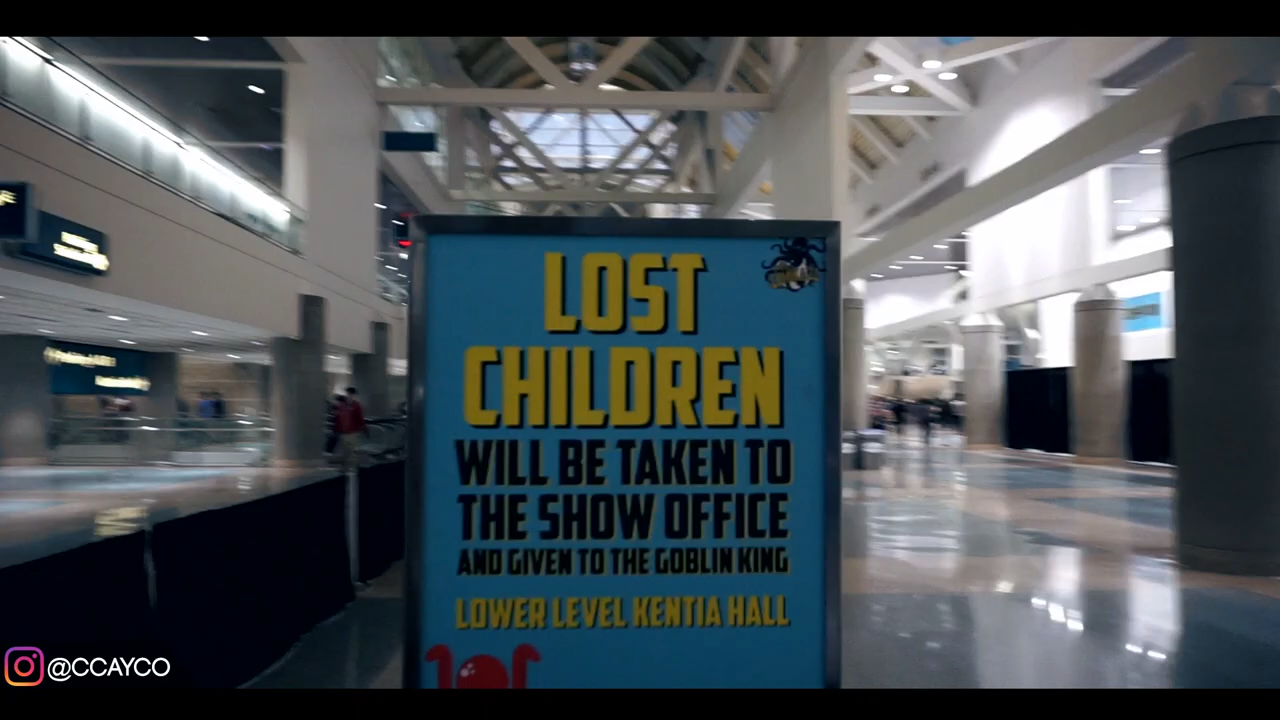 LOST
CHILDREN
WILL BE TAKEN TO
THE SHOW OFFICE
AND GIVEN TO THE GOBLIN KING
LOWER LEVEL KENTIA HALL
@CCAYCO